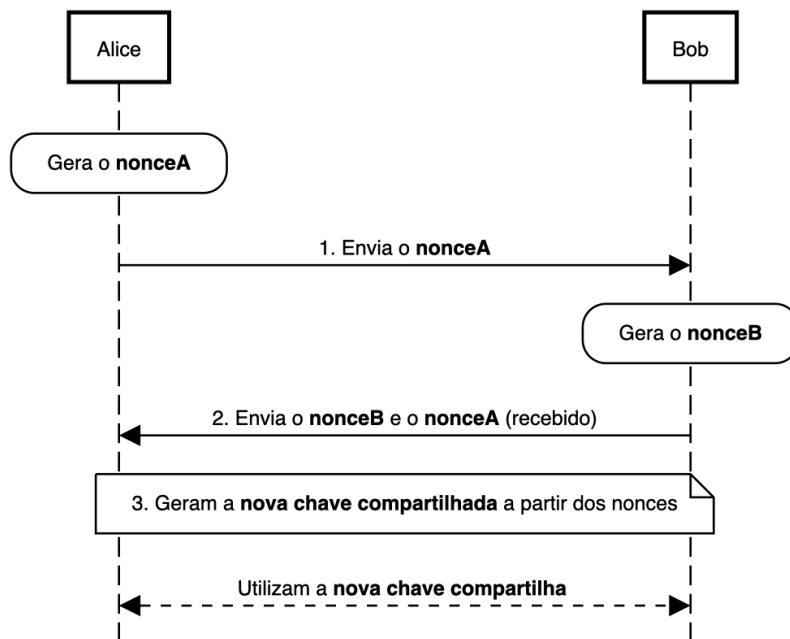 Alice
Bob
Gera o nonceA
1. Envia o nonceA
Gera o nonceB
2. Envia o nonceB e o nonceA (recebido)
3. Geram a nova chave compartilhada a partir dos nonces
Utilizam a nova chave compartilha